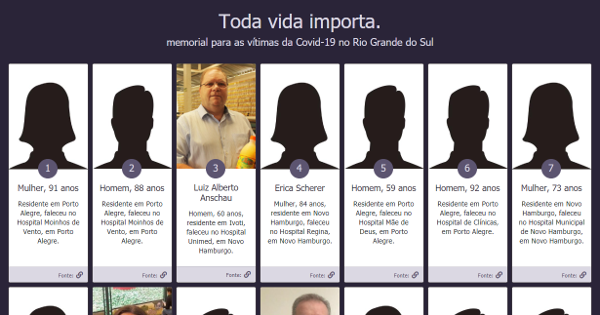 Toda vida importa.
memorial para as vítimas da Covid-19 no Rio Grande do Sul
1
Mulher, 91 anos
Residente em Porto
Alegre, faleceu no
Hospital Moinhos de
Vento, em Porto
Alegre.
Fonte:
2
Homem, 88 anos
Residente em Porto
Alegre, faleceu no
Hospital Moinhos de
Vento, em Porto
Alegre.
Fonte:
3
Luiz Alberto
Anschau
Homem, 60 anos,
residente em Ivoti,
faleceu no Hospital
Unimed, em Novo
Hamburgo.
Fonte:
4
Erica Scherer
Mulher, 84 anos,
residente em Novo
Hamburgo, faleceu
no Hospital Regina,
em Novo Hamburgo.
Fonte:
5
Homem, 59 anos
Residente em Porto
Alegre, faleceu no
Hospital Mãe de
Deus, em Porto
Alegre.
Fonte:
6
Homem, 92 anos
Residente em Porto
Alegre, faleceu no
Hospital de Clínicas,
em Porto Alegre.
Fonte:
7
Mulher, 73 anos
Residente em Novo
Hamburgo, faleceu
no Hospital Municipal
de Novo Hamburgo,
em Novo Hamburgo.
Fonte: